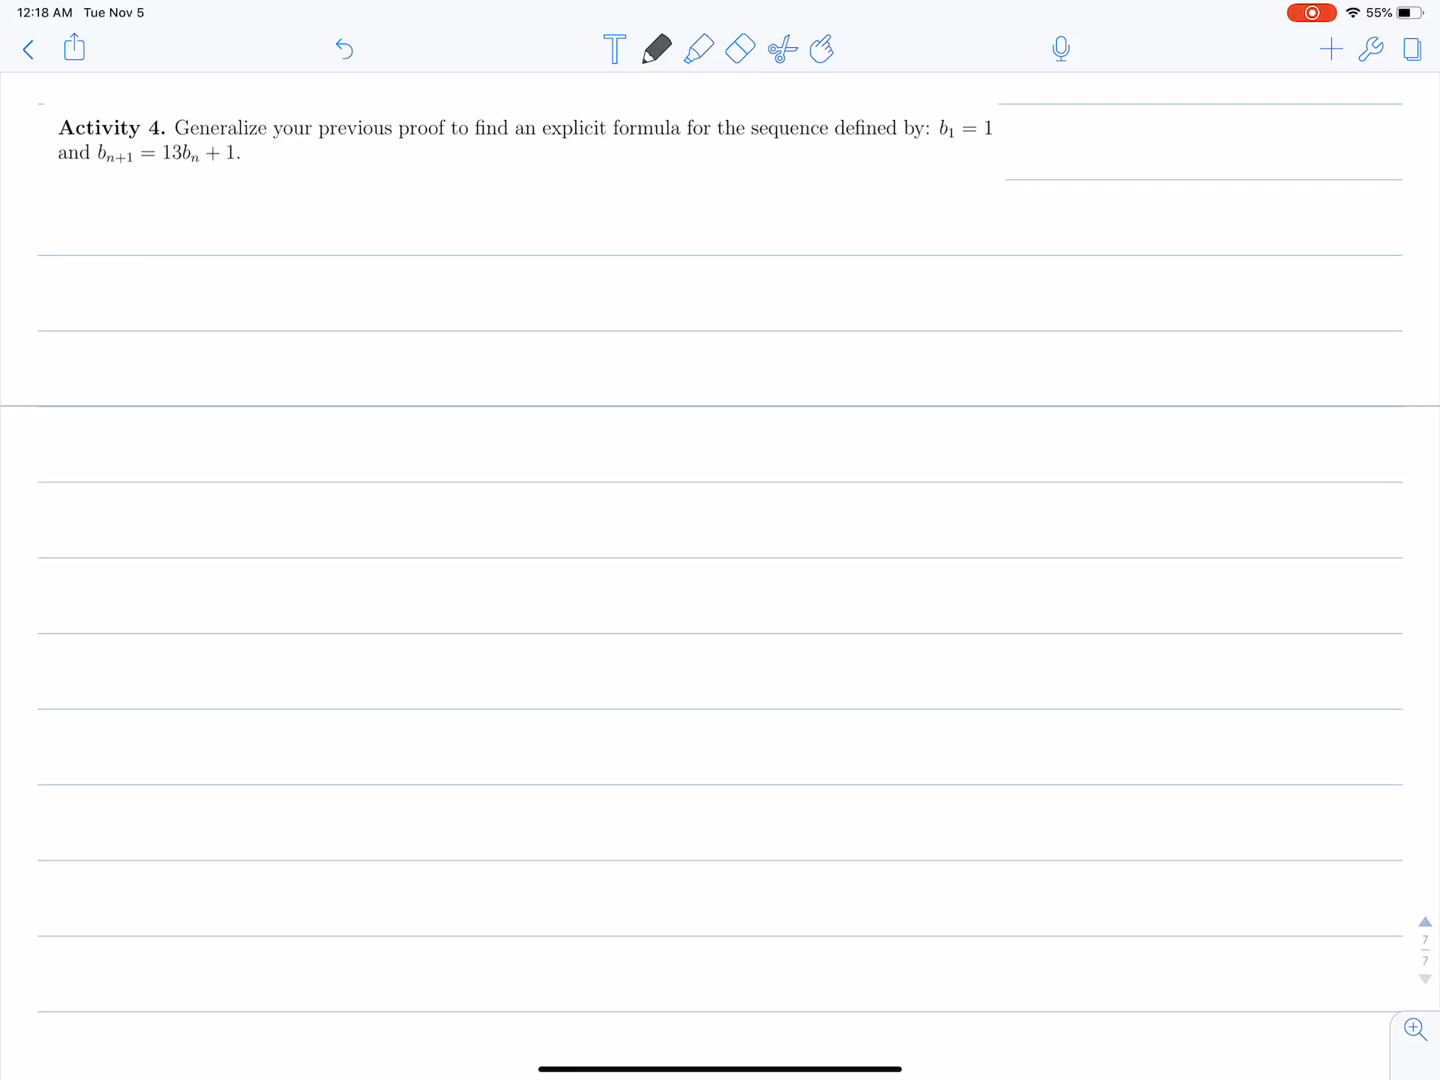 12:18 AM Tue Nov 5
55%
T
Activity 4. Generalize your previous proof to find an explicit formula for the sequence defined by: b₁ = 1
and bₙ₊₁ = 13bₙ + 1.
7
7